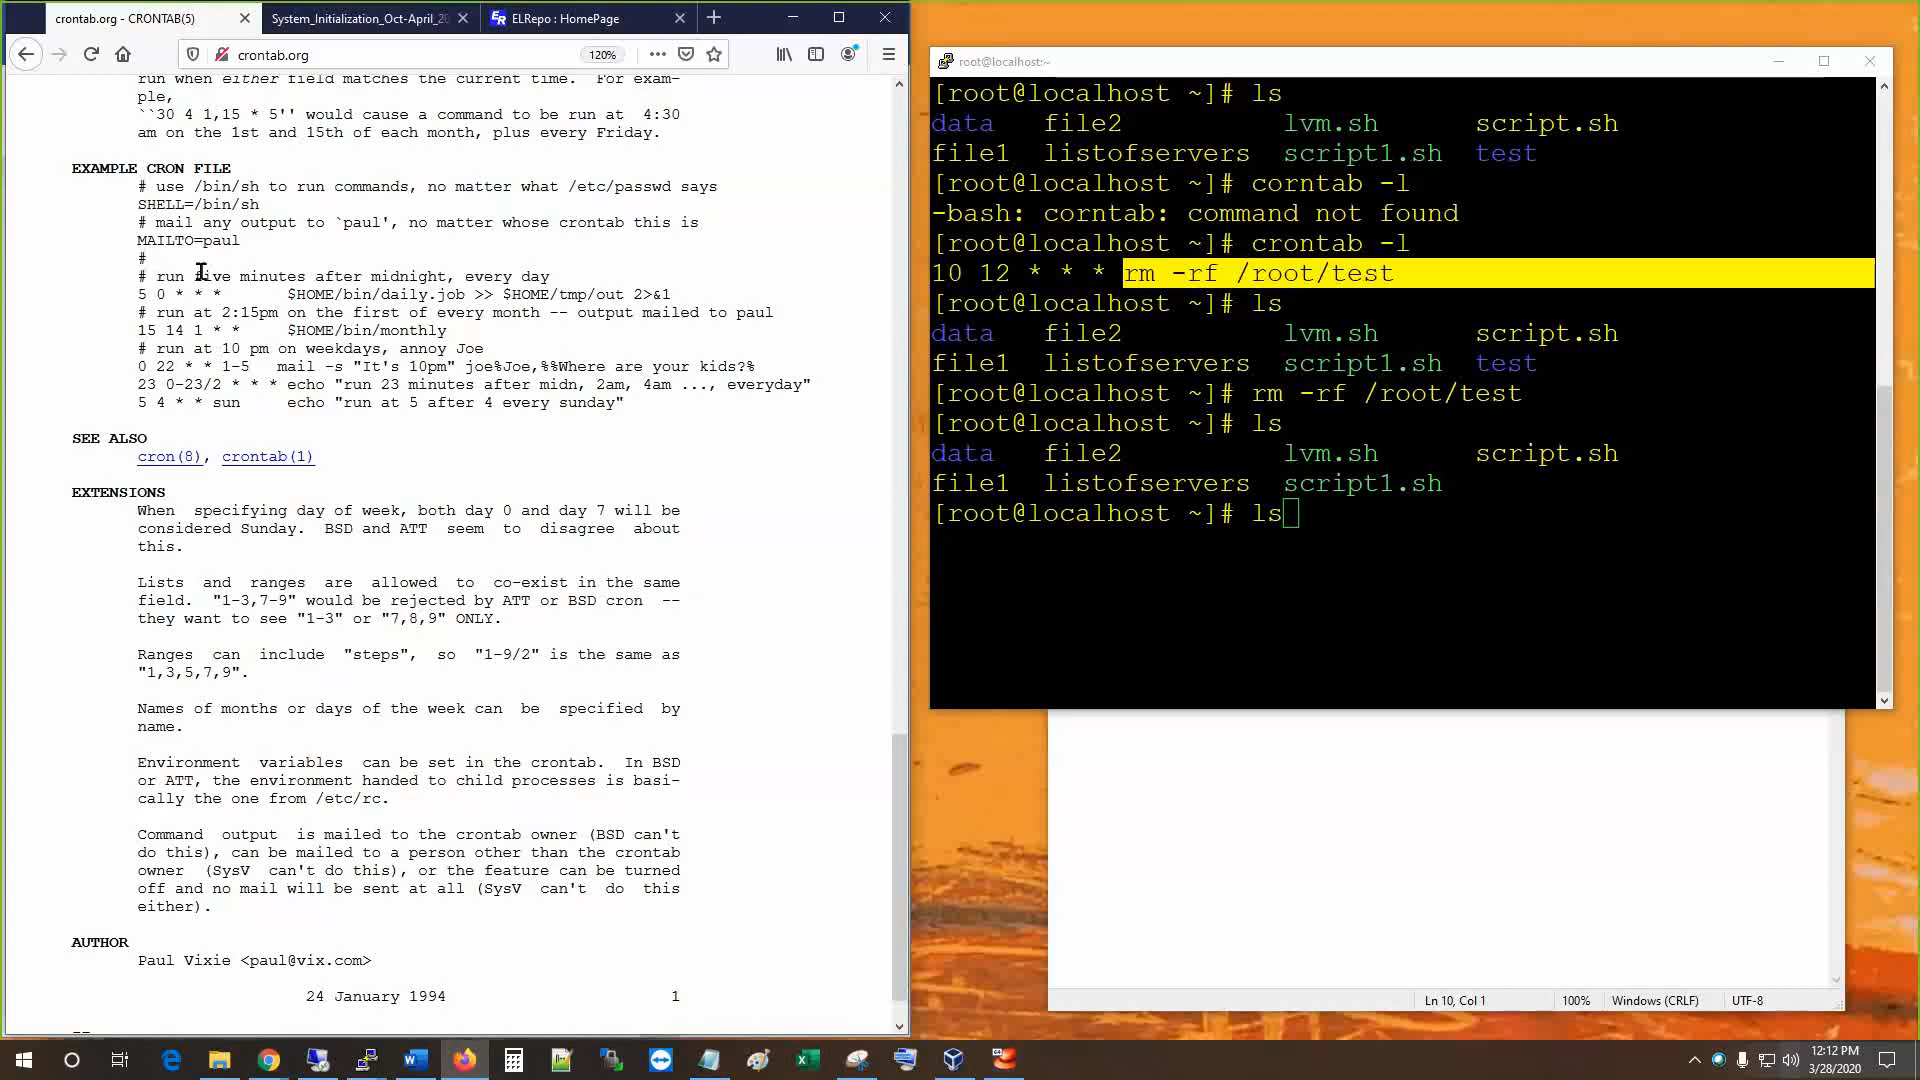 crontab.org - CRONTAB(5)
System_Initialization_Oct-April_20
ELRepo : HomePage
crontab.org
120%
run when either field matches the current time.  For exam-
ple,
``30 4 1,15 * 5'' would cause a command to be run at  4:30
am on the 1st and 15th of each month, plus every Friday.
EXAMPLE CRON FILE
# use /bin/sh to run commands, no matter what /etc/passwd says
SHELL=/bin/sh
# mail any output to `paul', no matter whose crontab this is
MAILTO=paul
#
# run five minutes after midnight, every day
5 0 * * *       $HOME/bin/daily.job >> $HOME/tmp/out 2>&1
# run at 2:15pm on the first of every month -- output mailed to paul
15 14 1 * *     $HOME/bin/monthly
# run at 10 pm on weekdays, annoy Joe
0 22 * * 1-5   mail -s "It's 10pm" joe%Joe,%%Where are your kids?%
23 0-23/2 * * * echo "run 23 minutes after midn, 2am, 4am ..., everyday"
5 4 * * sun     echo "run at 5 after 4 every sunday"
SEE ALSO
cron(8), crontab(1)
EXTENSIONS
When  specifying day of week, both day 0 and day 7 will be
considered Sunday.  BSD and ATT  seem  to  disagree  about
this.
Lists  and  ranges  are  allowed  to  co-exist in the same
field.  "1-3,7-9" would be rejected by ATT or BSD cron  --
they want to see "1-3" or "7,8,9" ONLY.
Ranges  can  include  "steps",  so  "1-9/2" is the same as
"1,3,5,7,9".
Names of months or days of the week can  be  specified  by
name.
Environment  variables  can be set in the crontab.  In BSD
or ATT, the environment handed to child processes is basi-
cally the one from /etc/rc.
Command  output  is mailed to the crontab owner (BSD can't
do this), can be mailed to a person other than the crontab
owner  (SysV  can't do this), or the feature can be turned
off and no mail will be sent at all (SysV  can't  do  this
either).
AUTHOR
Paul Vixie <paul@vix.com>
24 January 1994                         1
root@localhost:~
[root@localhost ~]# ls
data file2 lvm.sh script.sh
file1 listofservers script1.sh test
[root@localhost ~]# corntab -l
-bash: corntab: command not found
[root@localhost ~]# crontab -l
10 12 * * * rm -rf /root/test
[root@localhost ~]# ls
data file2 lvm.sh script.sh
file1 listofservers script1.sh test
[root@localhost ~]# rm -rf /root/test
[root@localhost ~]# ls
data file2 lvm.sh script.sh
file1 listofservers script1.sh
[root@localhost ~]# ls
Ln 10, Col 1
100%
Windows (CRLF)
UTF-8
12:12 PM
3/28/2020